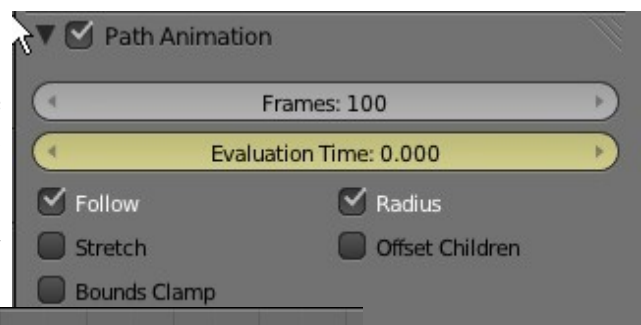 Path Animation
Frames: 100
Evaluation Time: 0.000
Follow Radius
Stretch Offset Children
Bounds Clamp